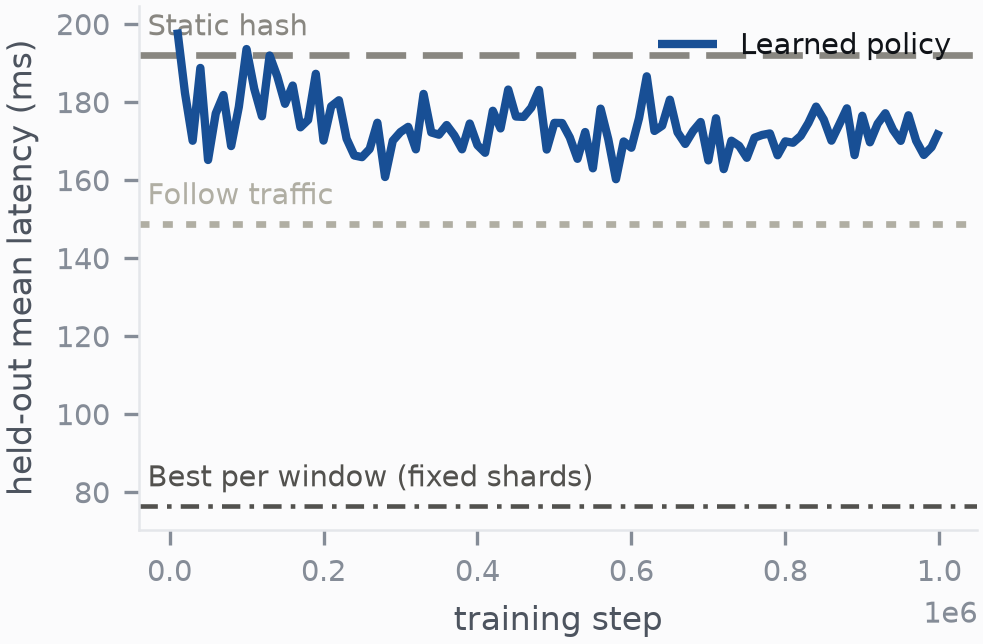 held-out mean latency (ms)
200
180
160
140
120
100
80
Static hash
Learned policy
Follow traffic
Best per window (fixed shards)
0.0
0.2
0.4
0.6
0.8
1.0
1e6
training step